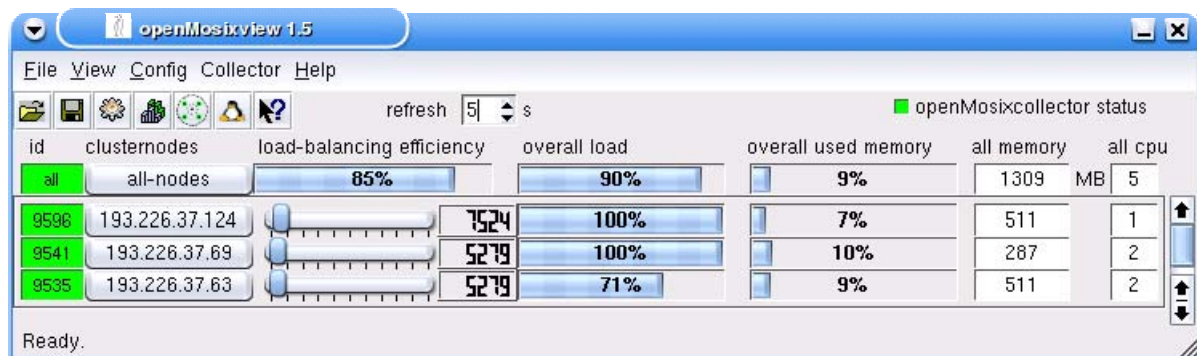 openMosixview 1.5
File View Config Collector Help
refresh 5 s openMosixcollector status
id clusternodes load-balancing efficiency overall load overall used memory all memory all cpu
all all-nodes 85% 90% 9% 1309 MB 5
9596 193.226.37.124 7524 100% 7% 511 1
9541 193.226.37.69 5279 100% 10% 287 2
9535 193.226.37.63 5279 71% 9% 511 2
Ready.